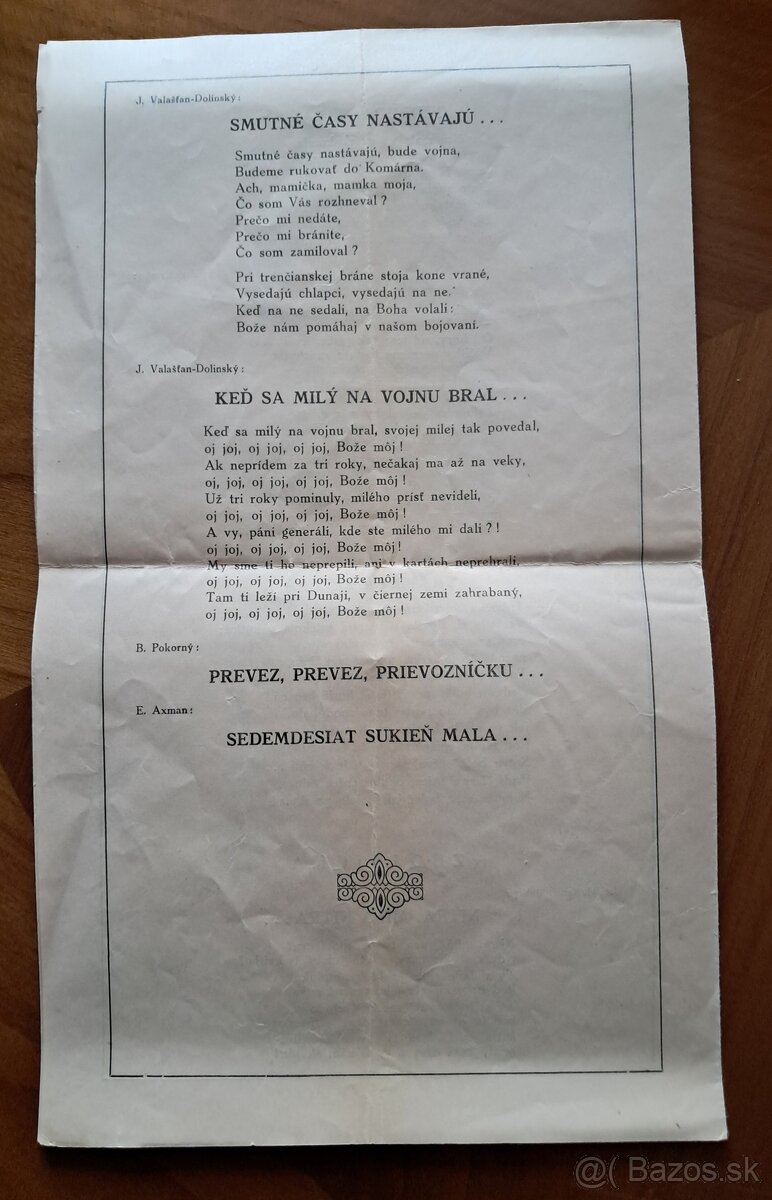 J. Valašťan-Dolinský:
SMUTNÉ ČASY NASTÁVAJÚ...
Smutné časy nastávajú, bude vojna,
Budeme rukovať do Komárna.
Ach, mamička, mamka moja,
Čo som Vás rozhneval?
Prečo mi nedáte,
Prečo mi bránite,
Čo som zamiloval?
Pri trenčianskej bráne stoja kone vrané,
Vysedajú chlapci, vysedajú na ne.
Keď na ne sedali, na Boha volali:
Bože nám pomáhaj v našom bojovaní.
J. Valašťan-Dolinský:
KEĎ SA MILÝ NA VOJNU BRAL...
Keď sa milý na vojnu bral, svojej milej tak povedal,
oj joj, oj joj, oj joj, Bože môj!
Ak neprídem za tri roky, nečakaj ma až na veky,
oj, joj, oj joj, oj joj, Bože môj!
Už tri roky pominuly, milého prísť nevideli,
oj joj, oj joj, oj joj, Bože môj!
A vy, páni generáli, kde ste milého mi dali?!
oj joj, oj joj, oj joj, Bože môj!
My sme ti ho neprepili, ani v kartách neprehrali,
oj joj, oj joj, oj joj, Bože môj!
Tam ti leží pri Dunaji, v čiernej zemi zahrabaný,
oj joj, oj joj, oj joj, Bože môj!
B. Pokorný:
PREVEZ, PREVEZ, PRIEVOZNÍČKU...
E. Axman:
SEDEMDESIAT SUKIEŇ MALA...
@( Bazos.sk